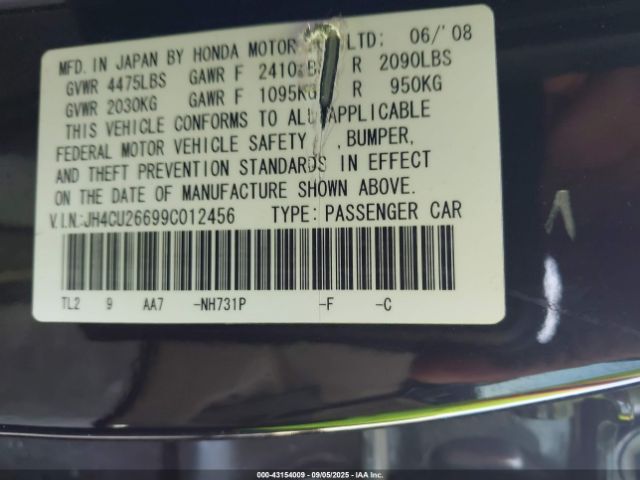 MFD. IN JAPAN BY HONDA MOTOR LTD: 06/'08
GVWR 4475LBS GAWR F 2410 B R 2090LBS
GVWR 2030KG GAWR F 1095KG R 950KG
THIS VEHICLE CONFORMS TO ALL APPLICABLE
FEDERAL MOTOR VEHICLE SAFETY , BUMPER,
AND THEFT PREVENTION STANDARDS IN EFFECT
ON THE DATE OF MANUFACTURE SHOWN ABOVE.
V.I.N.:JH4CU26699C012456 TYPE: PASSENGER CAR
TL2 9 AA7 -NH731P -F -C
000-43154009 - 09/05/2025 - IAA Inc.